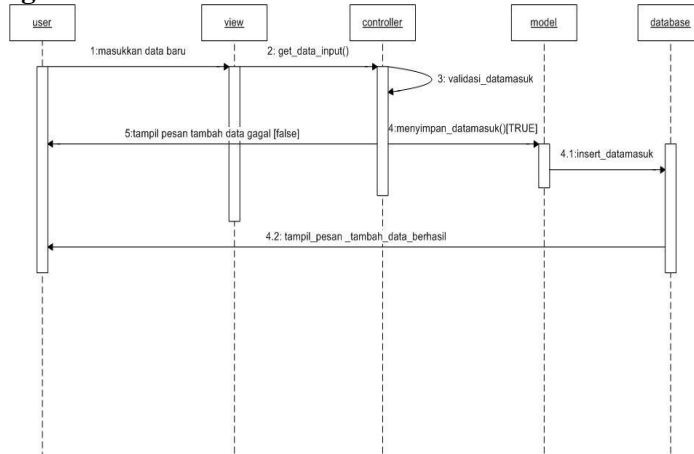 user
view
controller
model
database
1:masukkan data baru
2: get_data_input()
3: validasi_datamasuk
5:tampil pesan tambah data gagal [false]
4:menyimpan_datamasuk()[TRUE]
4.1:insert_datamasuk
4.2: tampil_pesan _tambah_data_berhasil